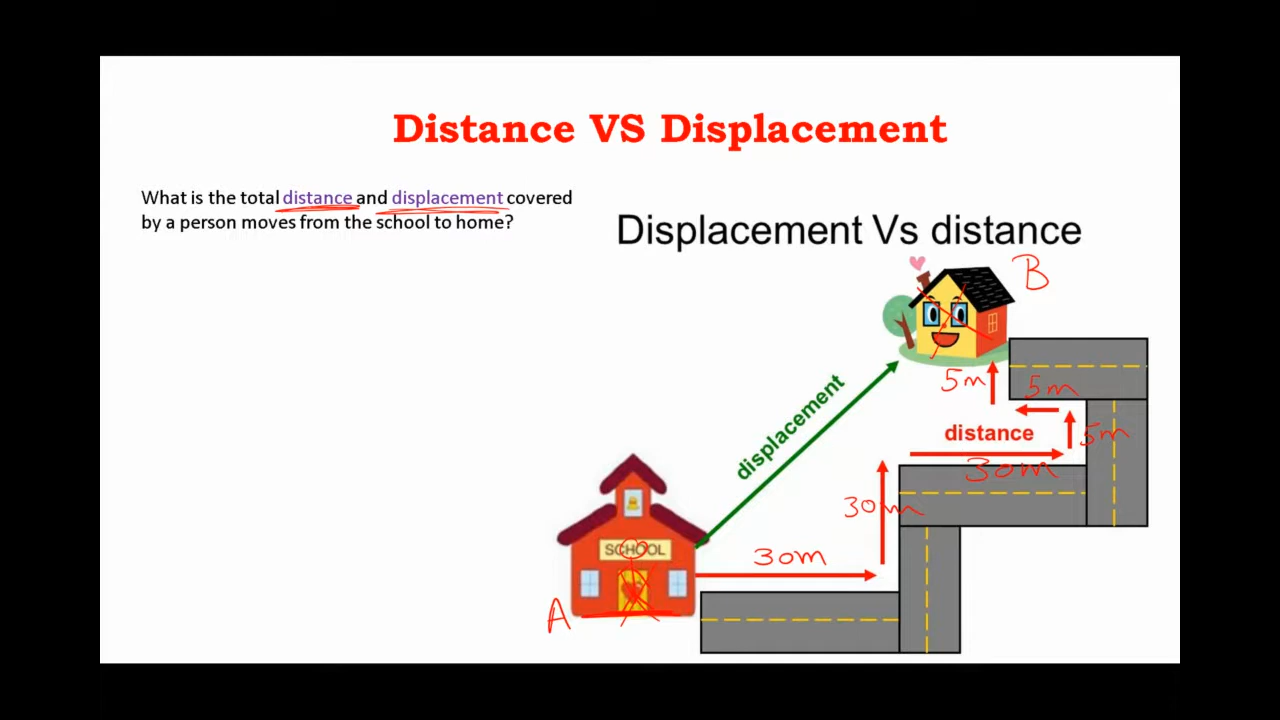 Distance VS Displacement
What is the total distance and displacement covered
by a person moves from the school to home?
Displacement Vs distance
B
5m
5m
displacement
distance
5m
30m
30m
SCHOOL
30m
A